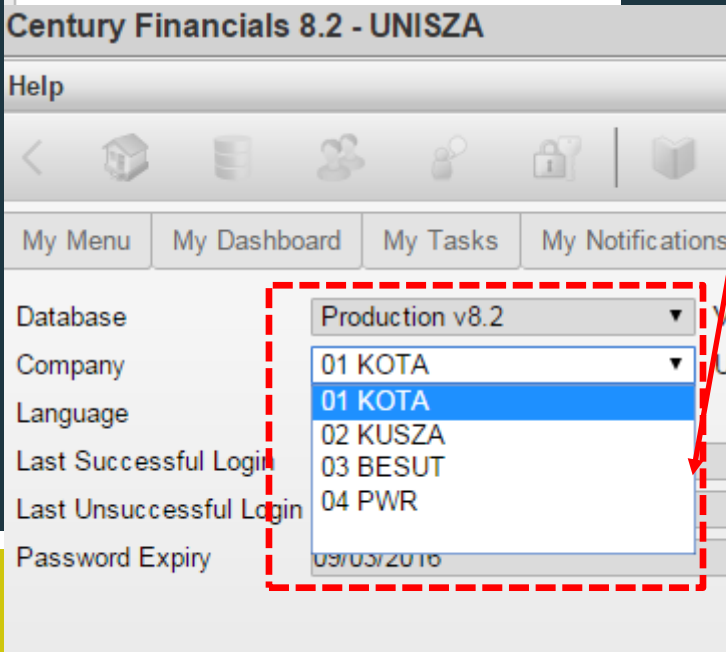 Century Financials 8.2 - UNISZA
Help
My Menu My Dashboard My Tasks My Notifications
Database Production v8.2
Company 01 KOTA
01 KOTA
Language
02 KUSZA
Last Successful Login 03 BESUT
Last Unsuccessful Login 04 PWR
Password Expiry 09/03/2016